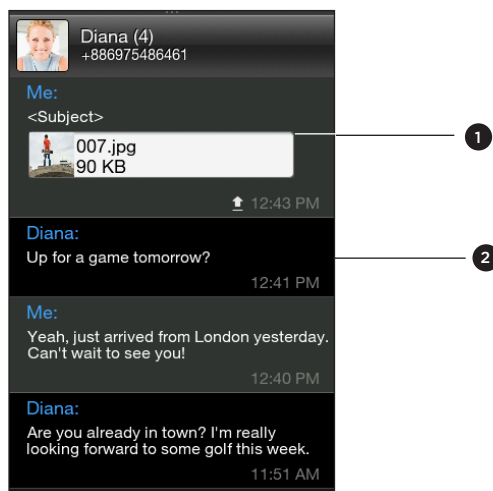 Diana (4)
+886975486461
Me:
<Subject>
007.jpg
90 KB
12:43 PM
1
Diana:
Up for a game tomorrow?
12:41 PM
2
Me:
Yeah, just arrived from London yesterday.
Can't wait to see you!
12:40 PM
Diana:
Are you already in town? I'm really
looking forward to some golf this week.
11:51 AM